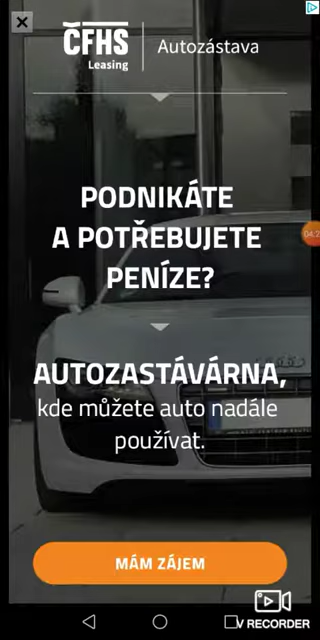 ČFHS
Leasing
Autozástava
PODNIKÁTE
A POTŘEBUJETE
PENÍZE?
AUTOZASTÁVÁRNA,
kde můžete auto nadále
používat.
MÁM ZÁJEM
V RECORDER